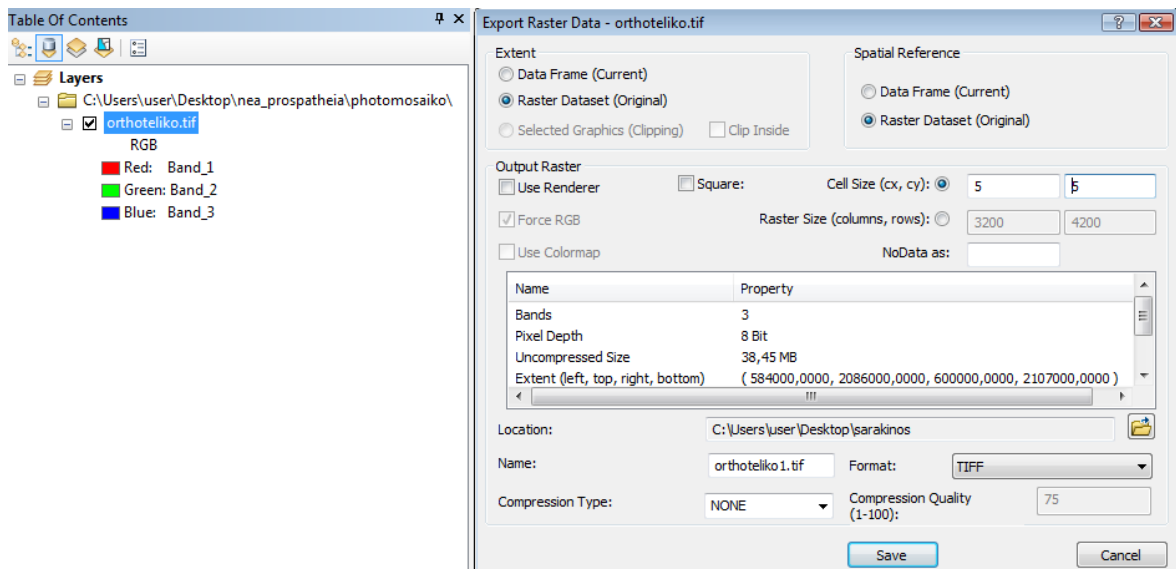 Table Of Contents
Layers
C:\Users\user\Desktop\nea_prospatheia\photomosaiko\
orthoteliko.tif
RGB
Red: Band_1
Green: Band_2
Blue: Band_3
Export Raster Data - orthoteliko.tif
Extent
Data Frame (Current)
Raster Dataset (Original)
Selected Graphics (Clipping)
Clip Inside
Spatial Reference
Data Frame (Current)
Raster Dataset (Original)
Output Raster
Use Renderer
Square:
Cell Size (cx, cy):
5
5
Force RGB
Raster Size (columns, rows):
3200
4200
Use Colormap
NoData as:
Name Property
Bands 3
Pixel Depth 8 Bit
Uncompressed Size 38,45 MB
Extent (left, top, right, bottom) ( 584000,0000, 2086000,0000, 600000,0000, 2107000,0000 )
Location: C:\Users\user\Desktop\sarakinos
Name: orthoteliko1.tif
Format: TIFF
Compression Type: NONE
Compression Quality
(1-100):
75
Save
Cancel